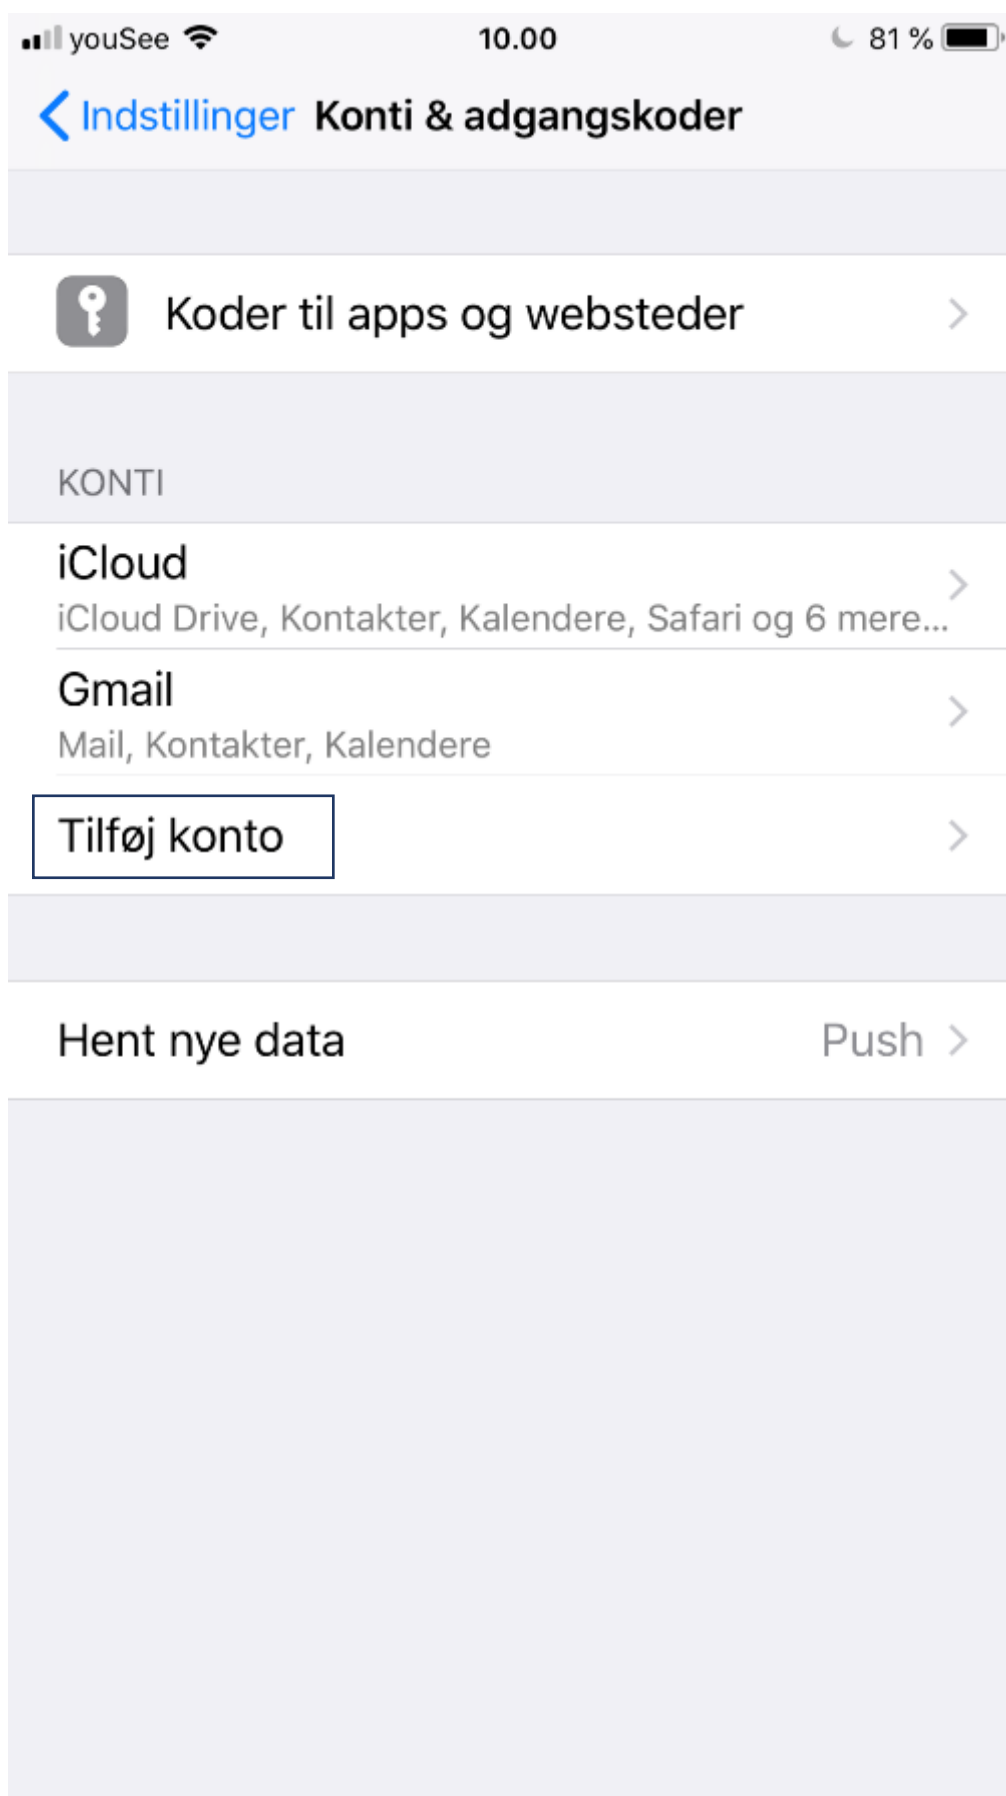 youSee 10.00 81 %
Indstillinger Konti & adgangskoder
Koder til apps og websteder
KONTI
iCloud
iCloud Drive, Kontakter, Kalendere, Safari og 6 mere...
Gmail
Mail, Kontakter, Kalendere
Tilføj konto
Hent nye data Push